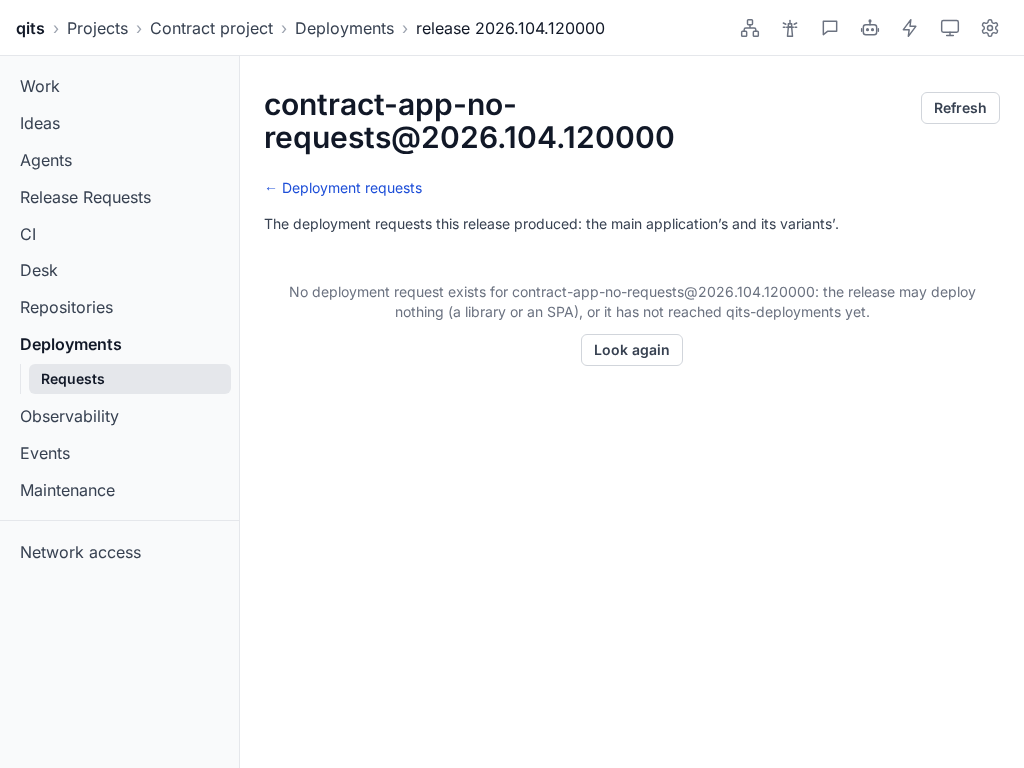 qits › Projects › Contract project › Deployments › release 2026.104.120000
Work
Ideas
Agents
Release Requests
CI
Desk
Repositories
Deployments
Requests
Observability
Events
Maintenance
Network access
contract-app-no-
requests@2026.104.120000
Refresh
← Deployment requests
The deployment requests this release produced: the main application’s and its variants’.
No deployment request exists for contract-app-no-requests@2026.104.120000: the release may deploy
nothing (a library or an SPA), or it has not reached qits-deployments yet.
Look again